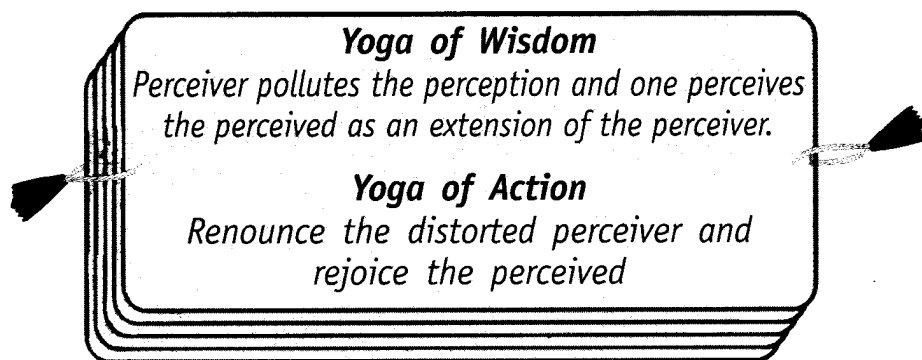 Yoga of Wisdom
Perceiver pollutes the perception and one perceives
the perceived as an extension of the perceiver.
Yoga of Action
Renounce the distorted perceiver and
rejoice the perceived